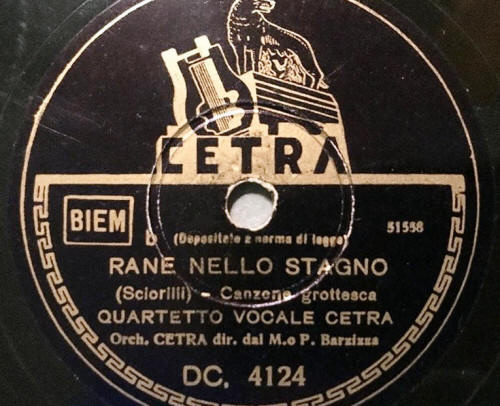 CETRA
BIEM
(Depositato a norma di legge)
51558
RANE NELLO STAGNO
(Sciorilli) - Canzone grottesca
QUARTETTO VOCALE CETRA
Orch. CETRA dir. dal M.o P. Barzizza
DC. 4124